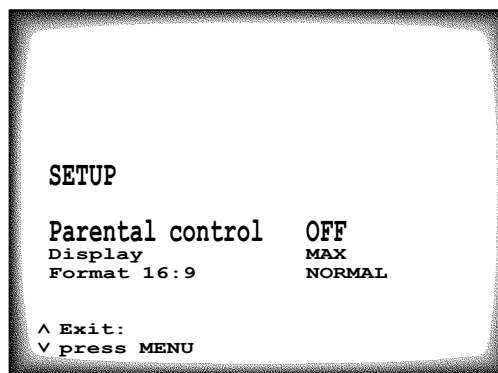 SETUP
Parental control OFF
Display MAX
Format 16:9 NORMAL
∧ Exit:
∨ press MENU